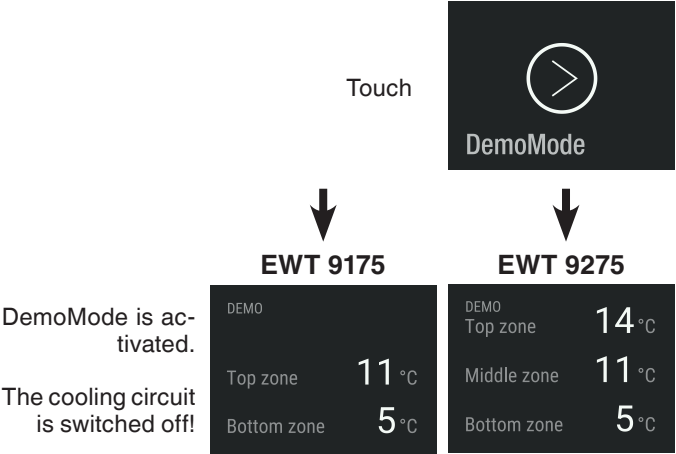 Touch
DemoMode
EWT 9175
EWT 9275
DemoMode is ac-
tivated.
The cooling circuit
is switched off!
DEMO
Top zone 11 °C
Bottom zone 5 °C
DEMO
Top zone 14 °C
Middle zone 11 °C
Bottom zone 5 °C